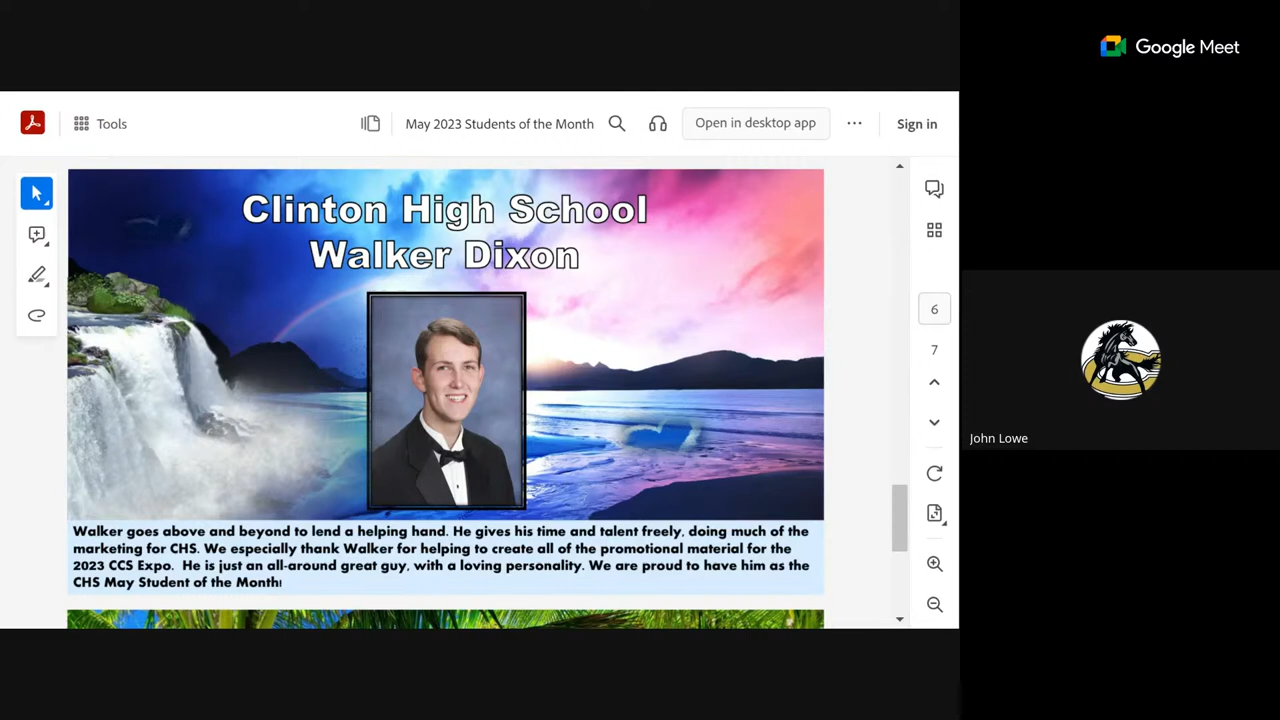 Google Meet
Tools
May 2023 Students of the Month
Open in desktop app
Sign in
Clinton High School
Walker Dixon
6
7
John Lowe
Walker goes above and beyond to lend a helping hand. He gives his time and talent freely, doing much of the
marketing for CHS. We especially thank Walker for helping to create all of the promotional material for the
2023 CCS Expo. He is just an all-around great guy, with a loving personality. We are proud to have him as the
CHS May Student of the Month!